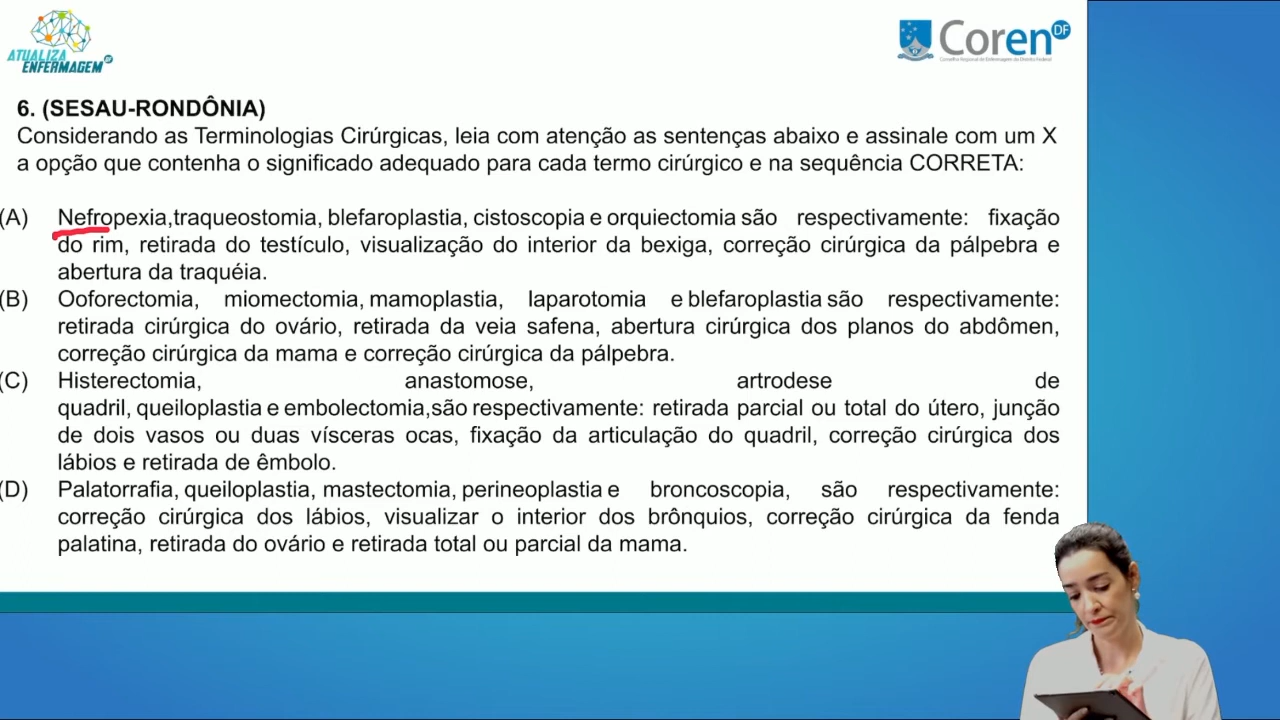 ATUALIZA
ENFERMAGEM
DF
Coren DF
Conselho Regional de Enfermagem do Distrito Federal
6. (SESAU-RONDÔNIA)
Considerando as Terminologias Cirúrgicas, leia com atenção as sentenças abaixo e assinale com um X
a opção que contenha o significado adequado para cada termo cirúrgico e na sequência CORRETA:
(A) Nefropexia,traqueostomia, blefaroplastia, cistoscopia e orquiectomia são respectivamente: fixação
do rim, retirada do testículo, visualização do interior da bexiga, correção cirúrgica da pálpebra e
abertura da traquéia.
(B) Ooforectomia, miomectomia, mamoplastia, laparotomia e blefaroplastia são respectivamente:
retirada cirúrgica do ovário, retirada da veia safena, abertura cirúrgica dos planos do abdômen,
correção cirúrgica da mama e correção cirúrgica da pálpebra.
(C) Histerectomia, anastomose, artrodese de
quadril, queiloplastia e embolectomia,são respectivamente: retirada parcial ou total do útero, junção
de dois vasos ou duas vísceras ocas, fixação da articulação do quadril, correção cirúrgica dos
lábios e retirada de êmbolo.
(D) Palatorrafia, queiloplastia, mastectomia, perineoplastia e broncoscopia, são respectivamente:
correção cirúrgica dos lábios, visualizar o interior dos brônquios, correção cirúrgica da fenda
palatina, retirada do ovário e retirada total ou parcial da mama.